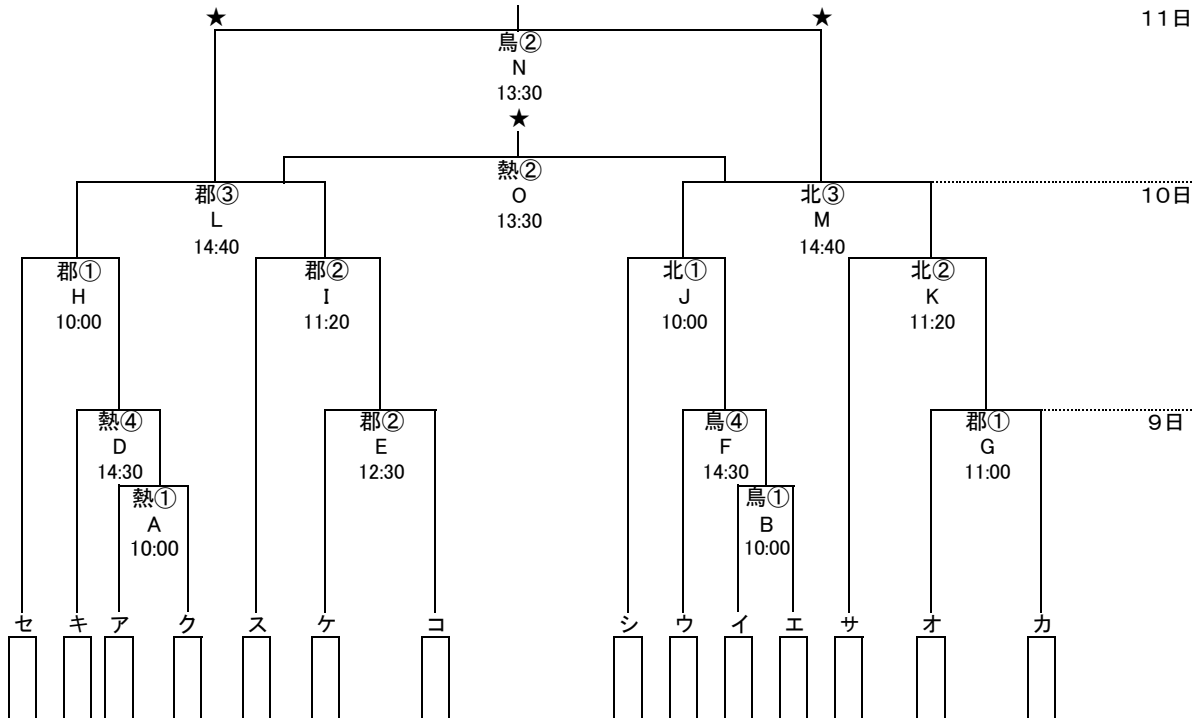 ★ ★ 11日
鳥②
N
13:30
★
熱②
O
13:30
郡③
L
14:40
北③
M
14:40
10日
郡①
H
10:00
郡②
I
11:20
北①
J
10:00
北②
K
11:20
熱④
D
14:30
郡②
E
12:30
鳥④
F
14:30
郡①
G
11:00
9日
熱①
A
10:00
鳥①
B
10:00
セ キ ア ク ス ケ コ シ ウ イ エ サ オ カ